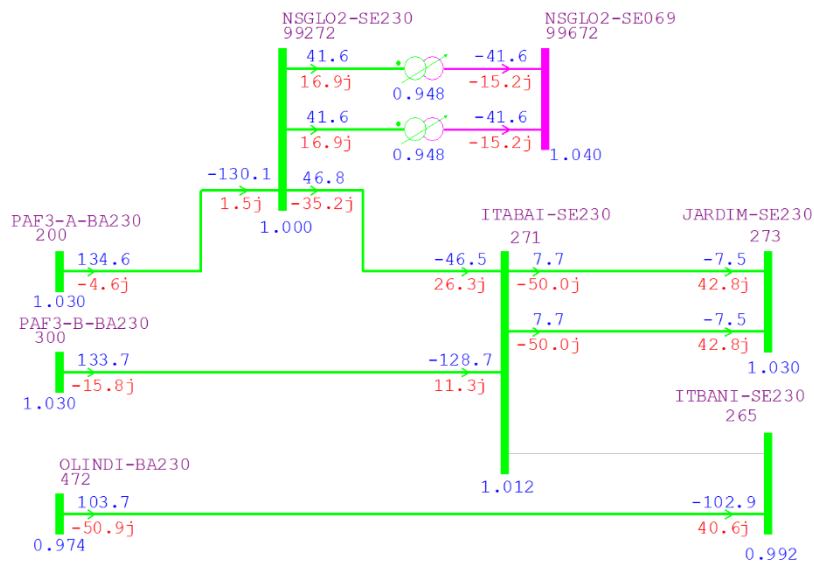 NSGLO2-SE230
99272
NSGLO2-SE069
99672
41.6
16.9j
0.948
-41.6
-15.2j
41.6
16.9j
0.948
-41.6
-15.2j
1.040
-130.1
1.5j
46.8
-35.2j
1.000
PAF3-A-BA230
200
134.6
-4.6j
1.030
ITABAI-SE230
271
JARDIM-SE230
273
-46.5
26.3j
7.7
-50.0j
-7.5
42.8j
7.7
-50.0j
-7.5
42.8j
1.030
PAF3-B-BA230
300
133.7
-15.8j
1.030
-128.7
11.3j
1.012
ITBANI-SE230
265
OLINDI-BA230
472
103.7
-50.9j
0.974
-102.9
40.6j
0.992